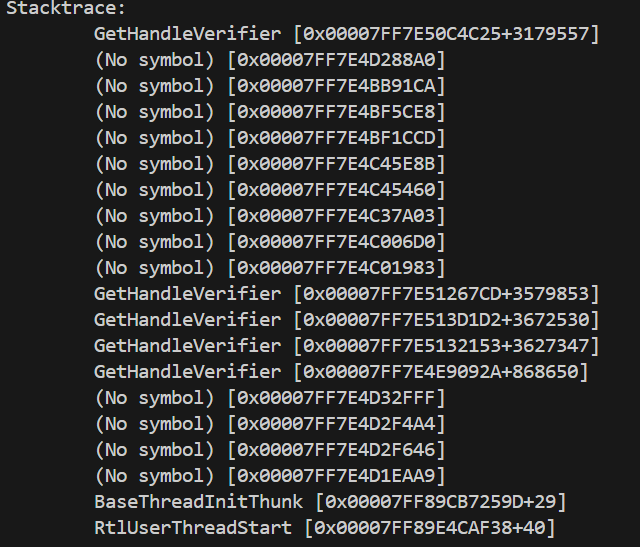 Stacktrace:
GetHandleVerifier [0x00007FF7E50C4C25+3179557]
(No symbol) [0x00007FF7E4D288A0]
(No symbol) [0x00007FF7E4BB91CA]
(No symbol) [0x00007FF7E4BF5CE8]
(No symbol) [0x00007FF7E4BF1CCD]
(No symbol) [0x00007FF7E4C45E8B]
(No symbol) [0x00007FF7E4C45460]
(No symbol) [0x00007FF7E4C37A03]
(No symbol) [0x00007FF7E4C006D0]
(No symbol) [0x00007FF7E4C01983]
GetHandleVerifier [0x00007FF7E51267CD+3579853]
GetHandleVerifier [0x00007FF7E513D1D2+3672530]
GetHandleVerifier [0x00007FF7E5132153+3627347]
GetHandleVerifier [0x00007FF7E4E9092A+868650]
(No symbol) [0x00007FF7E4D32FFF]
(No symbol) [0x00007FF7E4D2F4A4]
(No symbol) [0x00007FF7E4D2F646]
(No symbol) [0x00007FF7E4D1EAA9]
BaseThreadInitThunk [0x00007FF89CB7259D+29]
RtlUserThreadStart [0x00007FF89E4CAF38+40]